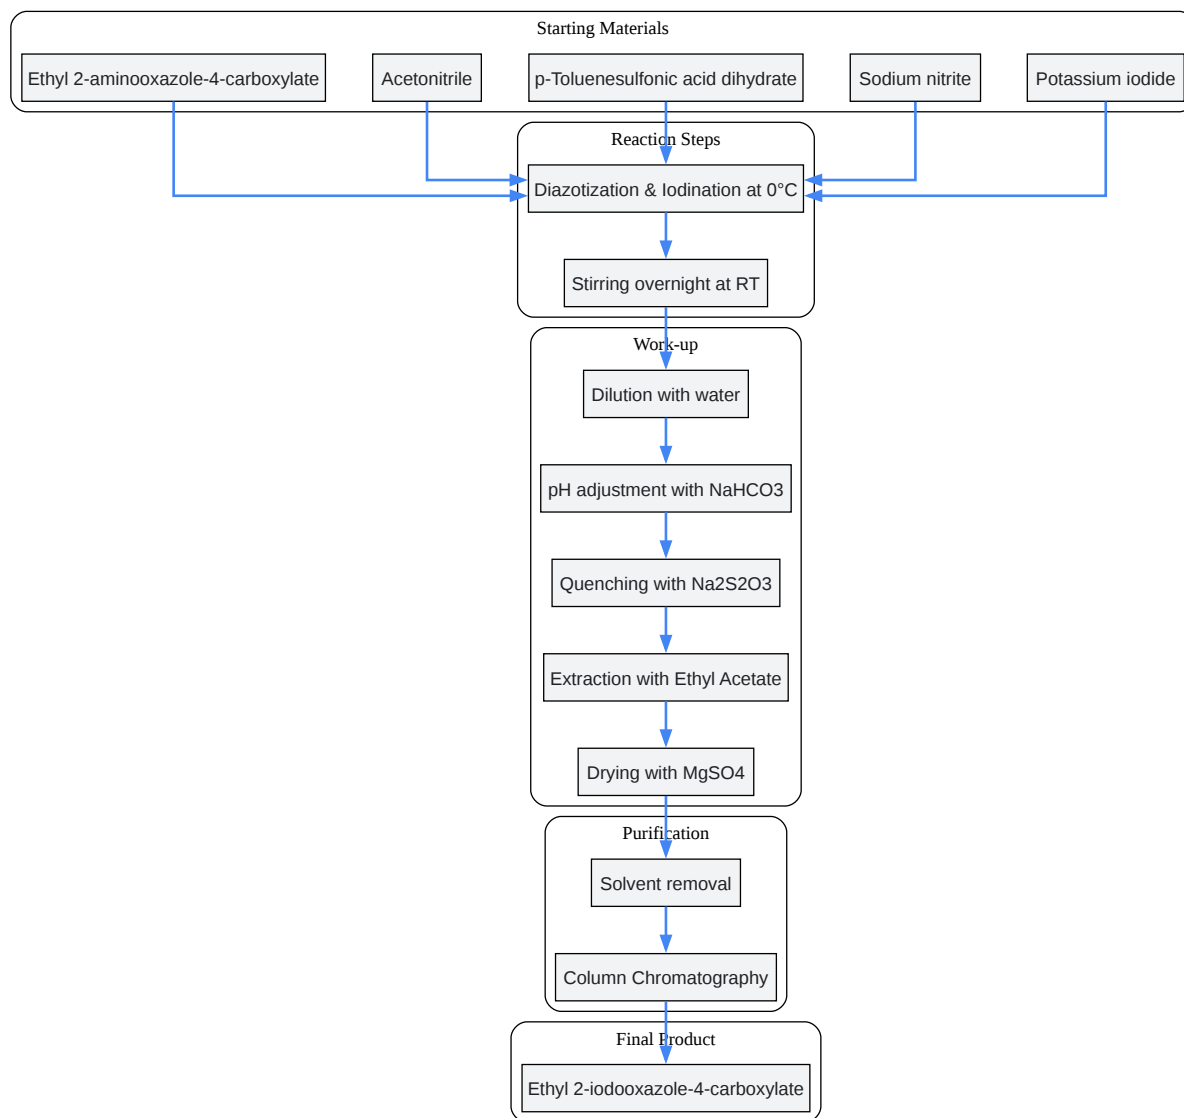 Starting Materials
Ethyl 2-aminooxazole-4-carboxylate
Acetonitrile
p-Toluenesulfonic acid dihydrate
Sodium nitrite
Potassium iodide
Reaction Steps
Diazotization & Iodination at 0°C
Stirring overnight at RT
Work-up
Dilution with water
pH adjustment with NaHCO3
Quenching with Na2S2O3
Extraction with Ethyl Acetate
Drying with MgSO4
Purification
Solvent removal
Column Chromatography
Final Product
Ethyl 2-iodooxazole-4-carboxylate